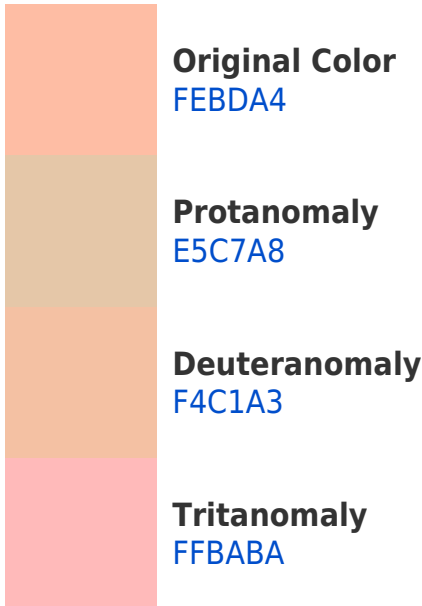 Original Color
FEBDA4
Protanomaly
E5C7A8
Deuteranomaly
F4C1A3
Tritanomaly
FFBABA